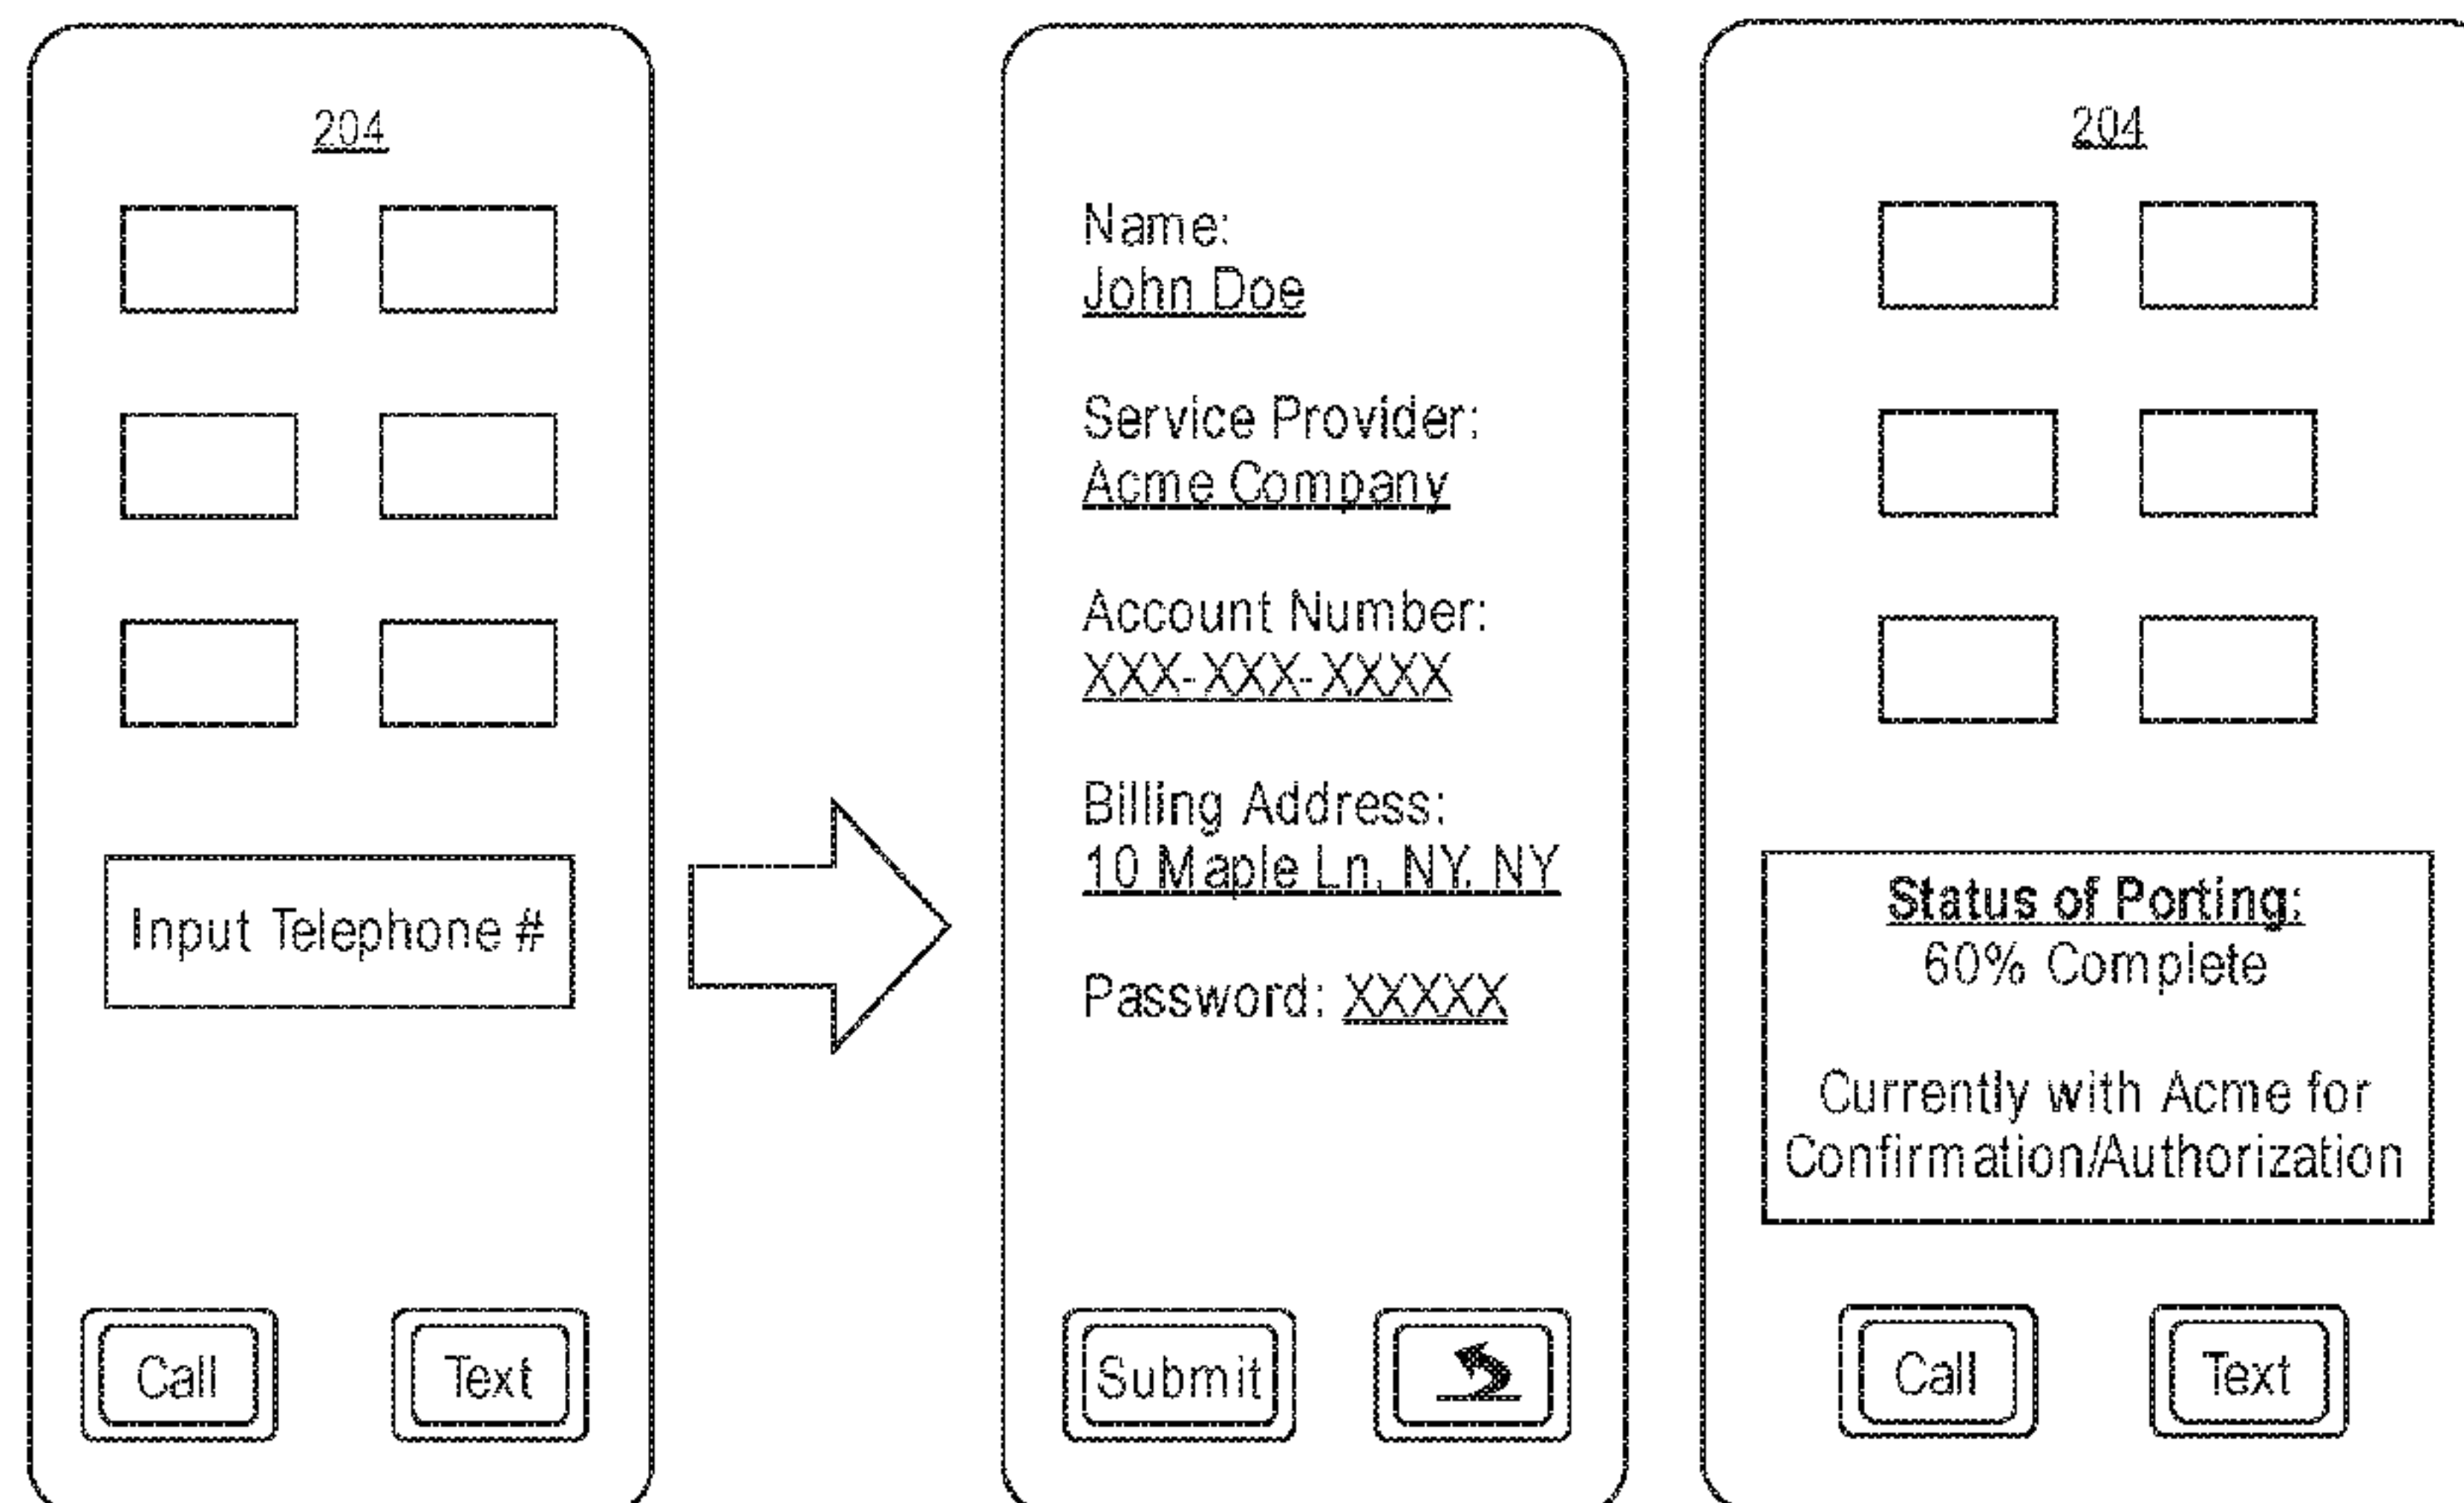 204
Input Telephone #
Call
Text
Name:
John Doe
Service Provider:
Acme Company
Account Number:
XXX-XXX-XXXX
Billing Address:
10 Maple Ln, NY, NY
Password: XXXXX
Submit
204
Status of Porting:
60% Complete
Currently with Acme for
Confirmation/Authorization
Call
Text